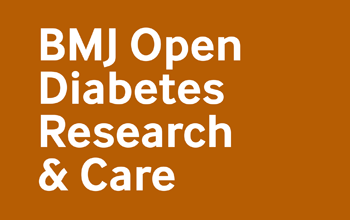 BMJ Open
Diabetes
Research
& Care